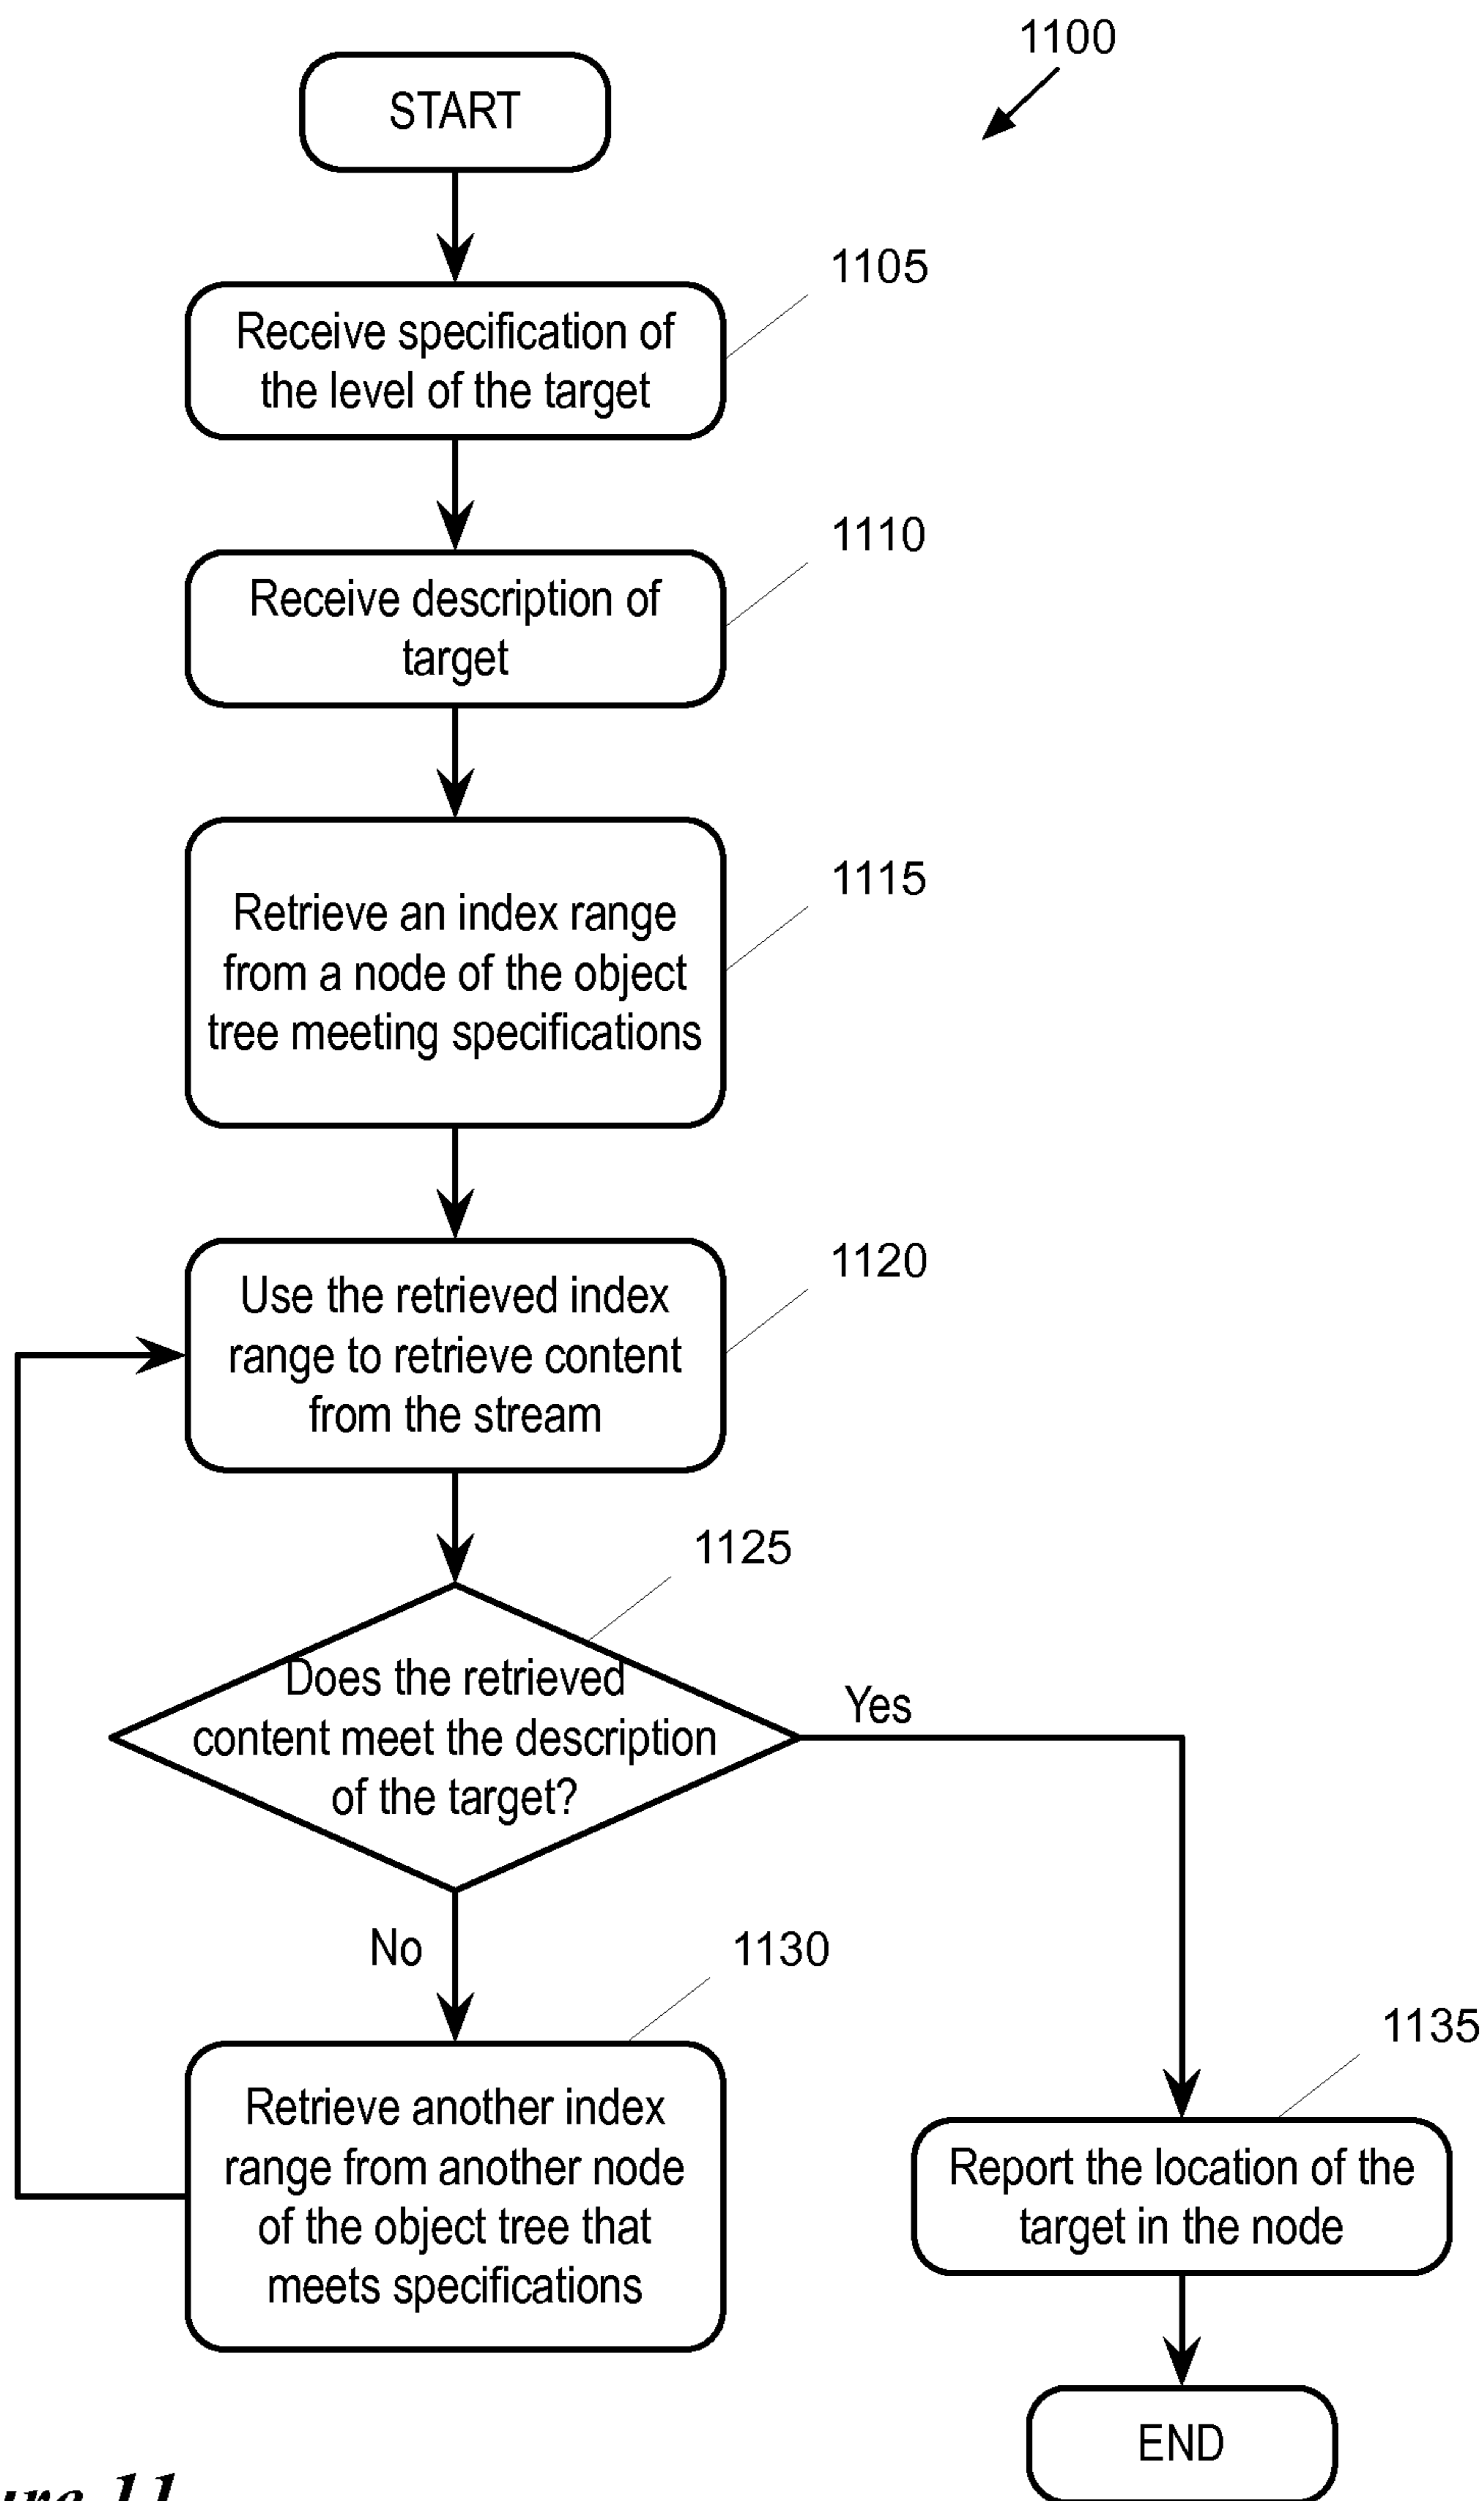 1100
START
1105
Receive specification of
the level of the target
1110
Receive description of
target
1115
Retrieve an index range
from a node of the object
tree meeting specifications
1120
Use the retrieved index
range to retrieve content
from the stream
1125
Does the retrieved
content meet the description
of the target?
Yes
No
1130
Retrieve another index
range from another node
of the object tree that
meets specifications
1135
Report the location of the
target in the node
END
11